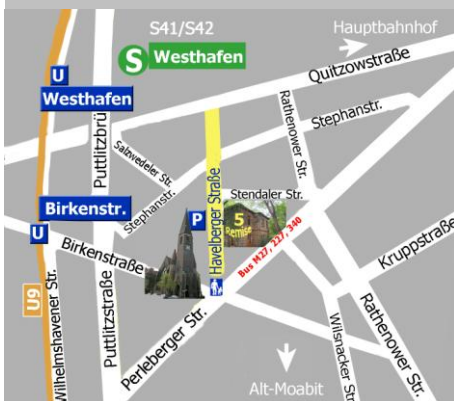 S41/S42
Hauptbahnhof
S Westhafen
Quitzowstraße
U
Westhafen
Puttlitzbrü
Rathenower Str.
Stephanstr.
Salzwedeler Str.
Stephanstr.
Birkenstr.
U
Birkenstraße
P
Havelberger Straße
Stendaler Str.
5
Remise
Bus M27, 227, 340
Kruppstraße
U9
Wilhelmshavener Str.
Puttlitzstraße
Perleberger Str.
Wilsnacker Str.
Rathenower Str.
Alt-Moabit